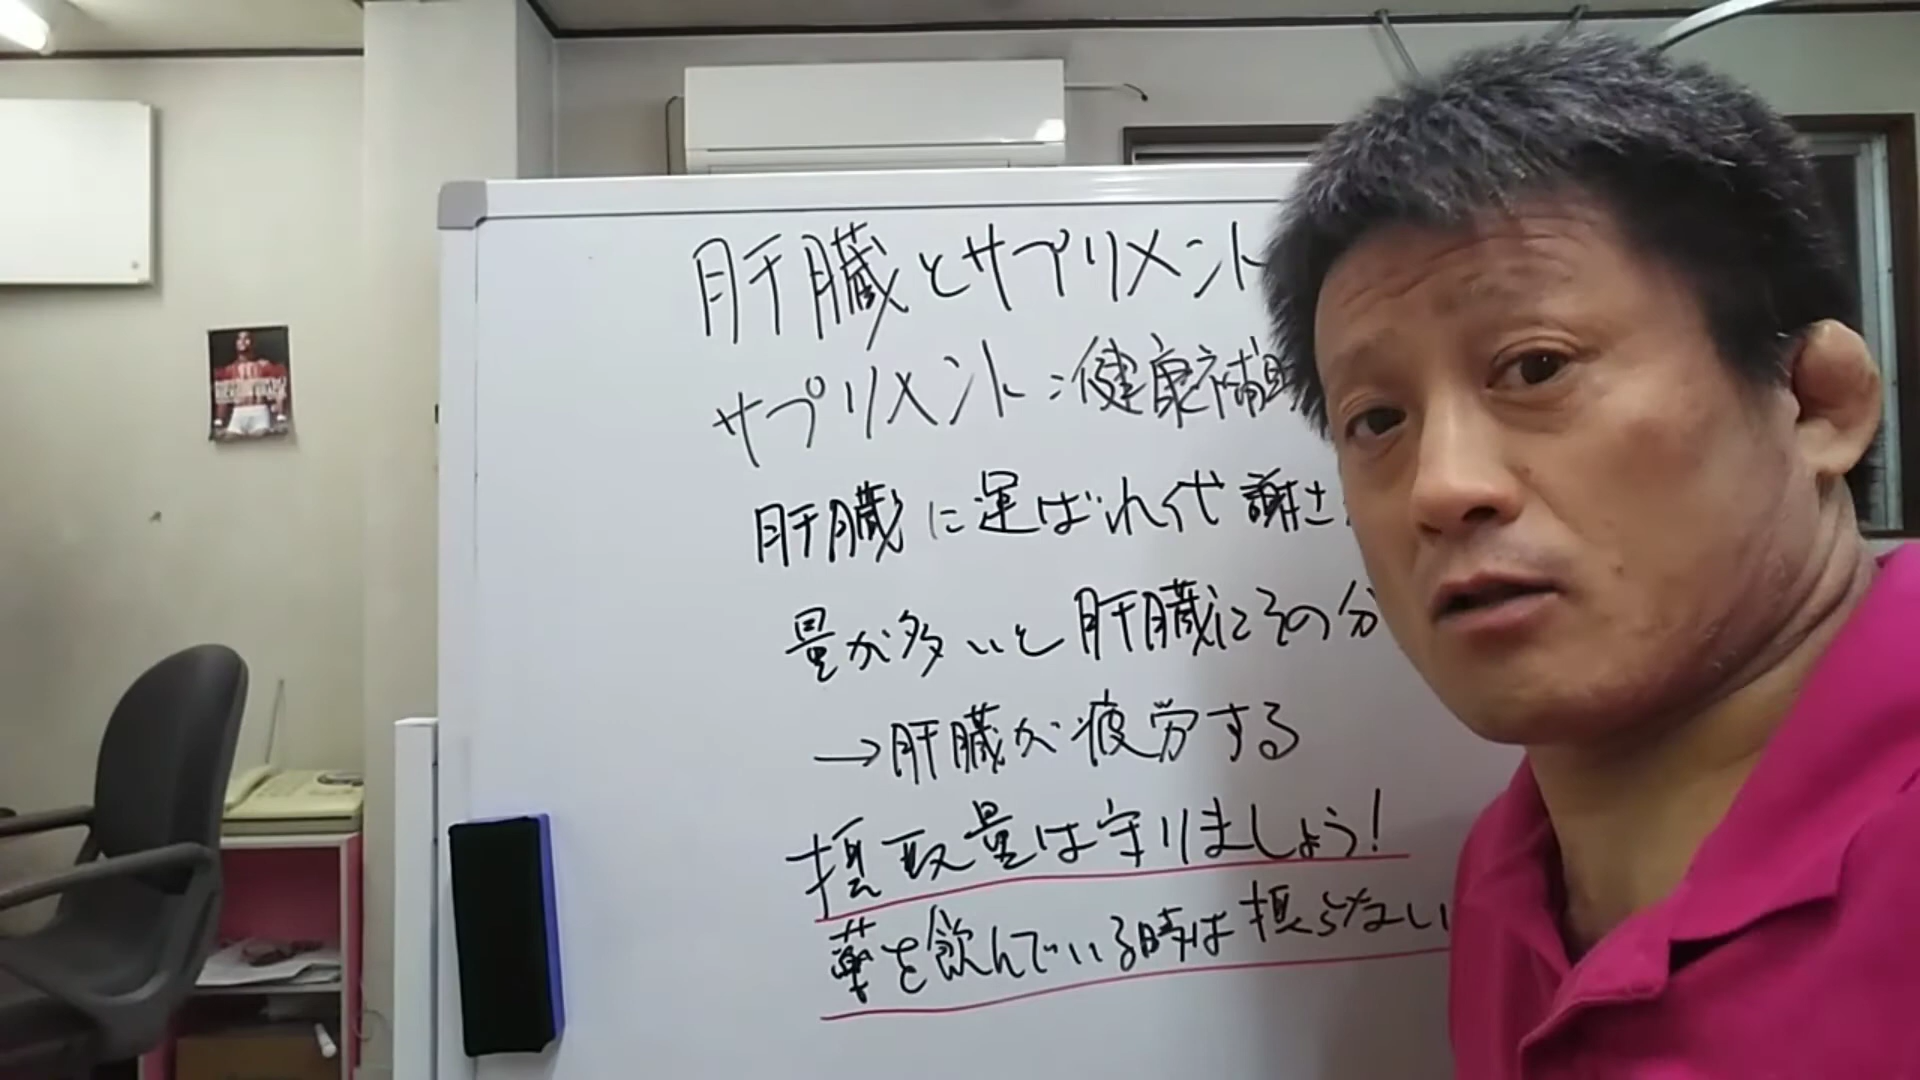 肝臓とサプリメント
サプリメント:健康補助
肝臓に運ばれ代謝さ
量が多いと肝臓にその分
→肝臓が疲労する
摂取量は守りましょう!
薬を飲んでいる時は摂らない